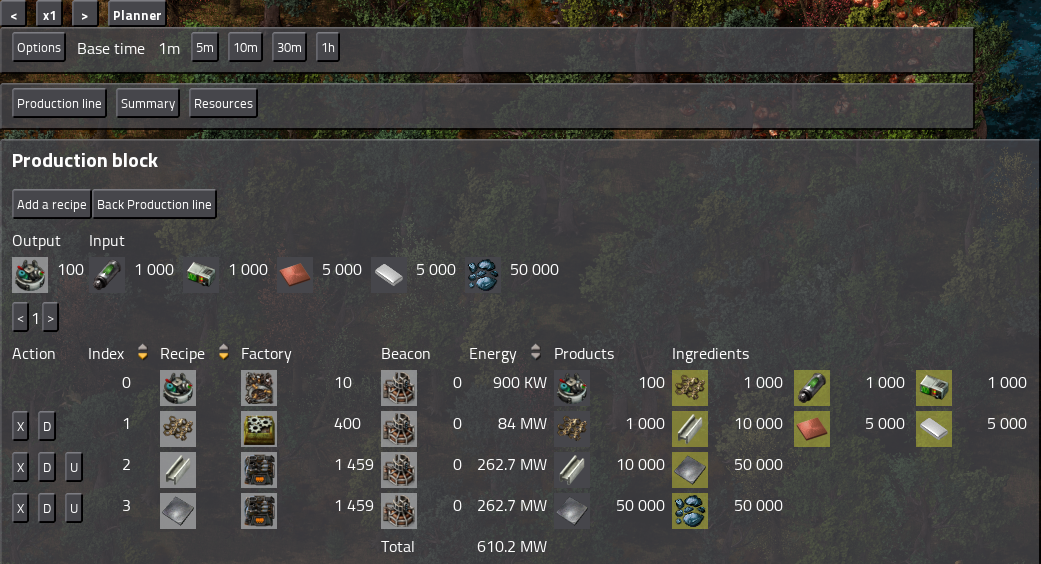 < x1 > Planner
Options Base time 1m 5m 10m 30m 1h
Production line Summary Resources
Production block
Add a recipe Back Production line
Output Input
100 1 000 1 000 5 000 5 000 50 000
< 1 >
Action Index Recipe Factory Beacon Energy Products Ingredients
0 10 0 900 KW 100 1 000 1 000 1 000
X D 1 400 0 84 MW 1 000 10 000 5 000 5 000
X D U 2 1 459 0 262.7 MW 10 000 50 000
X D U 3 1 459 0 262.7 MW 50 000 50 000
Total 610.2 MW